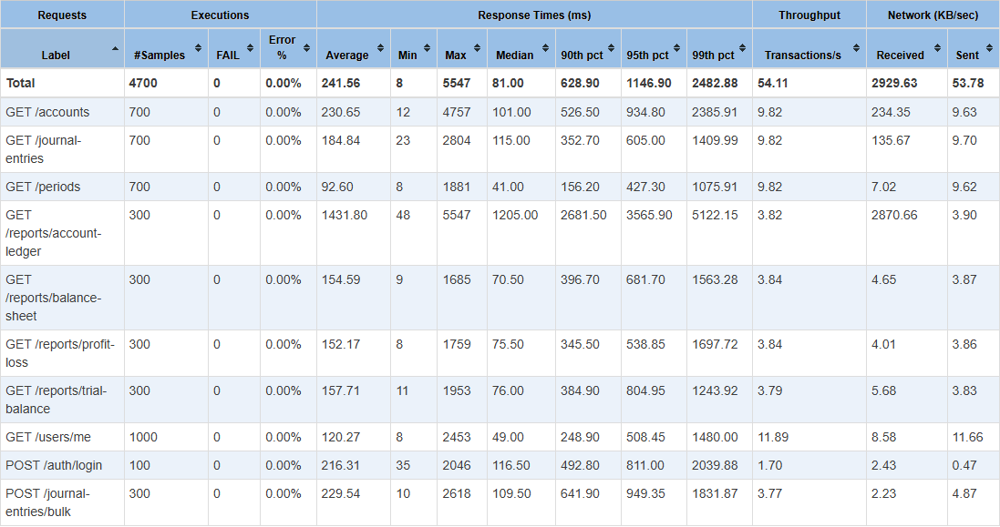 Requests Executions Response Times (ms) Throughput Network (KB/sec)
Label #Samples FAIL Error % Average Min Max Median 90th pct 95th pct 99th pct Transactions/s Received Sent
Total 4700 0 0.00% 241.56 8 5547 81.00 628.90 1146.90 2482.88 54.11 2929.63 53.78
GET /accounts 700 0 0.00% 230.65 12 4757 101.00 526.50 934.80 2385.91 9.82 234.35 9.63
GET /journal- 700 0 0.00% 184.84 23 2804 115.00 352.70 605.00 1409.99 9.82 135.67 9.70
entries
GET /periods 700 0 0.00% 92.60 8 1881 41.00 156.20 427.30 1075.91 9.82 7.02 9.62
GET 300 0 0.00% 1431.80 48 5547 1205.00 2681.50 3565.90 5122.15 3.82 2870.66 3.90
/reports/account-
ledger
GET 300 0 0.00% 154.59 9 1685 70.50 396.70 681.70 1563.28 3.84 4.65 3.87
/reports/balance-
sheet
GET /reports/profit- 300 0 0.00% 152.17 8 1759 75.50 345.50 538.85 1697.72 3.84 4.01 3.86
loss
GET /reports/trial- 300 0 0.00% 157.71 11 1953 76.00 384.90 804.95 1243.92 3.79 5.68 3.83
balance
GET /users/me 1000 0 0.00% 120.27 8 2453 49.00 248.90 508.45 1480.00 11.89 8.58 11.66
POST /auth/login 100 0 0.00% 216.31 35 2046 116.50 492.80 811.00 2039.88 1.70 2.43 0.47
POST /journal- 300 0 0.00% 229.54 10 2618 109.50 641.90 949.35 1831.87 3.77 2.23 4.87
entries/bulk